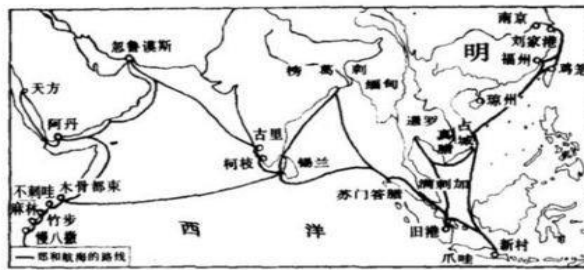 南京
刘家港
明
福州
忽鲁谟斯
榜葛剌
缅甸
天方
琼州
阿丹
古里
暹罗
真腊
占城
柯枝
锡兰
不剌哇
木骨都束
麻林
竹步
慢八撒
苏门答腊
满剌加
西洋
旧港
爪哇
新村
郑和航海的路线